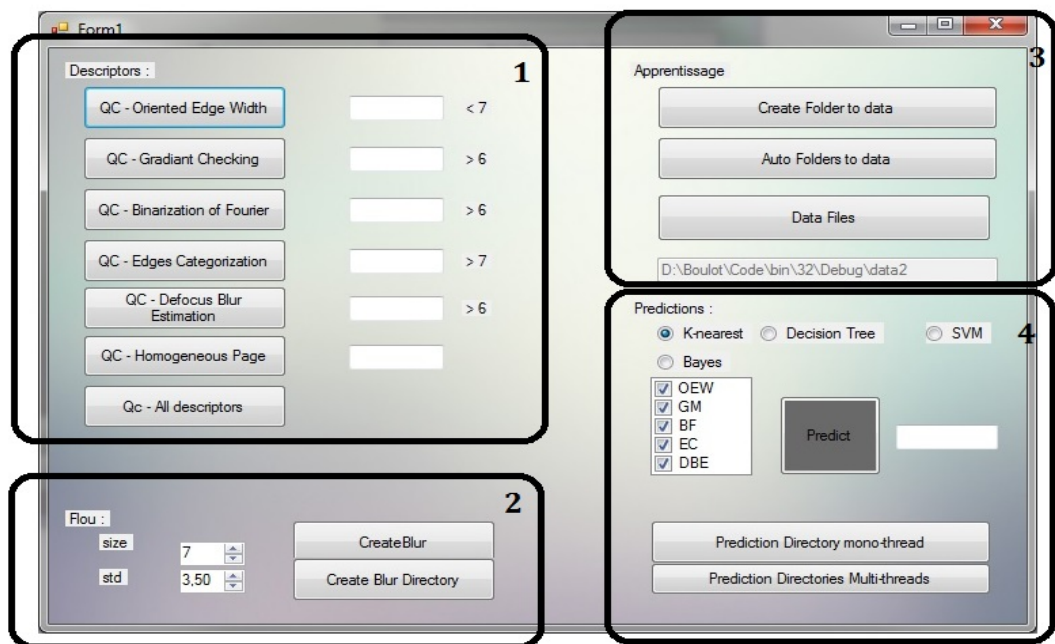 Form1
1
Descriptors :
QC - Oriented Edge Width
< 7
QC - Gradiant Checking
> 6
QC - Binarization of Fourier
> 6
QC - Edges Categorization
> 7
QC - Defocus Blur
Estimation
> 6
QC - Homogeneous Page
Qc - All descriptors
2
Flou :
size
7
CreateBlur
std
3,50
Create Blur Directory
3
Apprentissage
Create Folder to data
Auto Folders to data
Data Files
D:\Boulot\Code\bin\32\Debug\data2
Predictions :
4
K-nearest
Decision Tree
SVM
Bayes
OEW
GM
BF
EC
DBE
Predict
Prediction Directory mono-thread
Prediction Directories Multi-threads